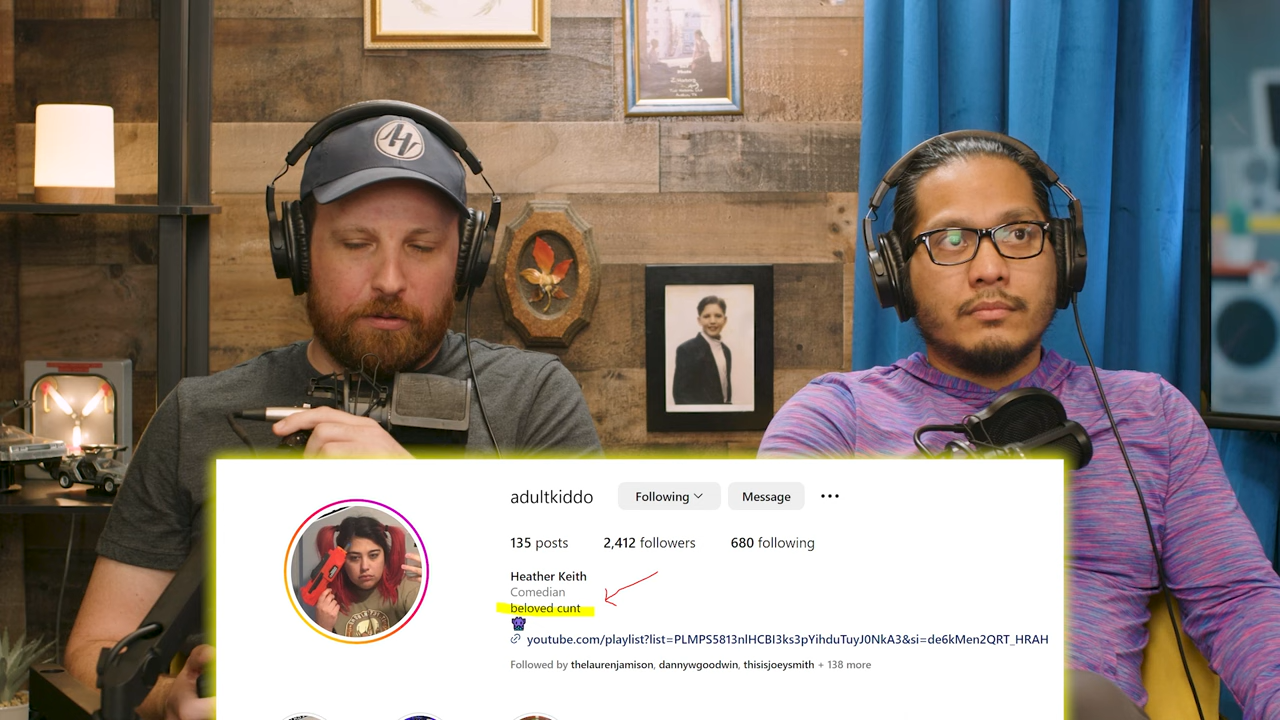 adultkiddo Following Message
135 posts 2,412 followers 680 following
Heather Keith
Comedian
beloved cunt
youtube.com/playlist?list=PLMPS5813nlHCBI3ks3pYihduTuyJ0NkA3&si=de6kMen2QRT_HRAH
Followed by thelaurenjamison, dannywgoodwin, thisisjoeysmith + 138 more